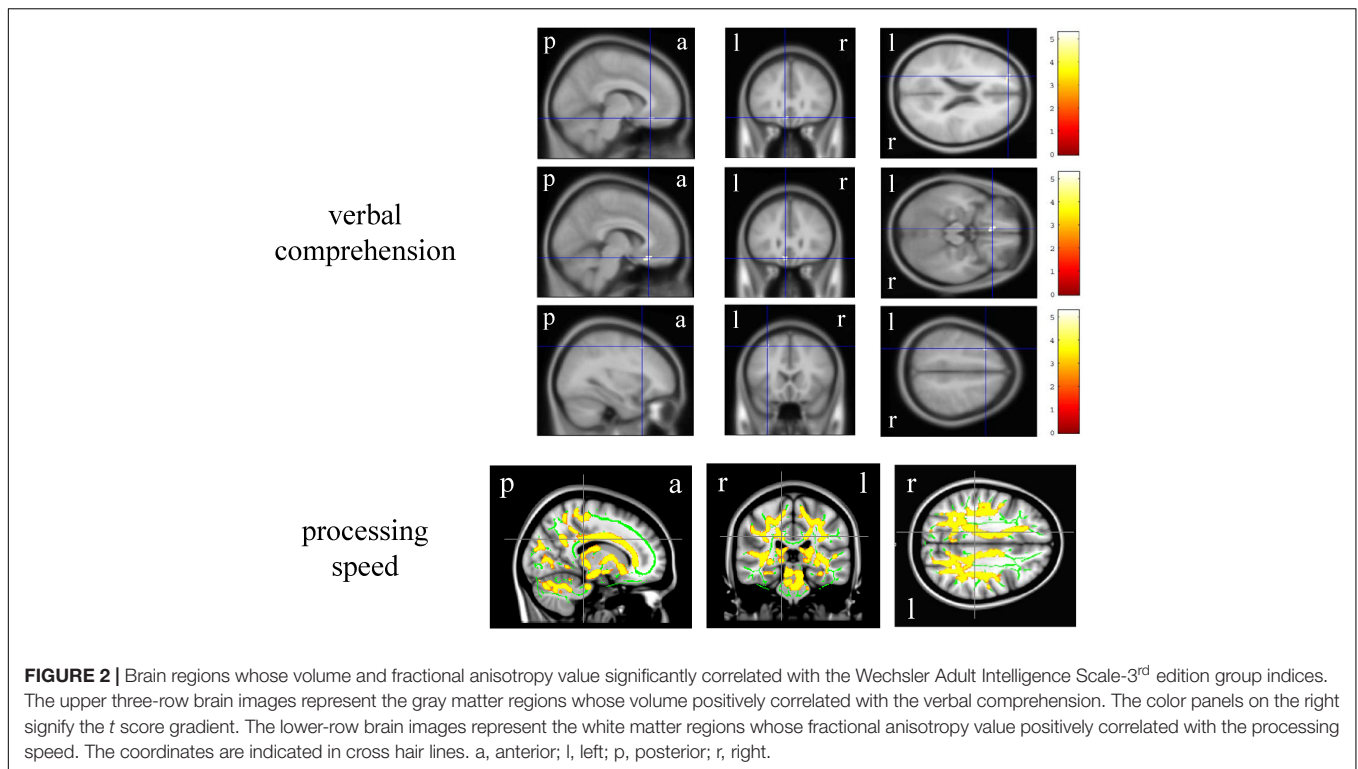 p a l r l r
5 4 3 2 1 0
verbal
comprehension
p a l r l r
5 4 3 2 1 0
p a l r l r
5 4 3 2 1 0
processing
speed
p a r l r l
FIGURE 2 | Brain regions whose volume and fractional anisotropy value significantly correlated with the Wechsler Adult Intelligence Scale-3rd edition group indices.
The upper three-row brain images represent the gray matter regions whose volume positively correlated with the verbal comprehension. The color panels on the right
signify the t score gradient. The lower-row brain images represent the white matter regions whose fractional anisotropy value positively correlated with the processing
speed. The coordinates are indicated in cross hair lines. a, anterior; l, left; p, posterior; r, right.